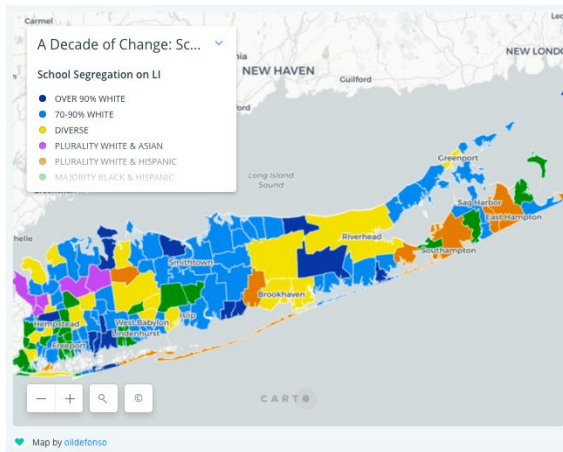 Carmel
A Decade of Change: Sc...
School Segregation on LI
OVER 90% WHITE
70-90% WHITE
DIVERSE
PLURALITY WHITE & ASIAN
PLURALITY WHITE & HISPANIC
MAJORITY BLACK & HISPANIC
NEW HAVEN
Guilford
NEW LOND
Long Island
Sound
Greenport
Sag Harbor
East Hampton
Southampton
Riverhead
helle
Smithtown
Brookhaven
Islip
West Babylon
Lindenhurst
Hempstead
Freeport
− + ©
CARTO
Map by oildefonso